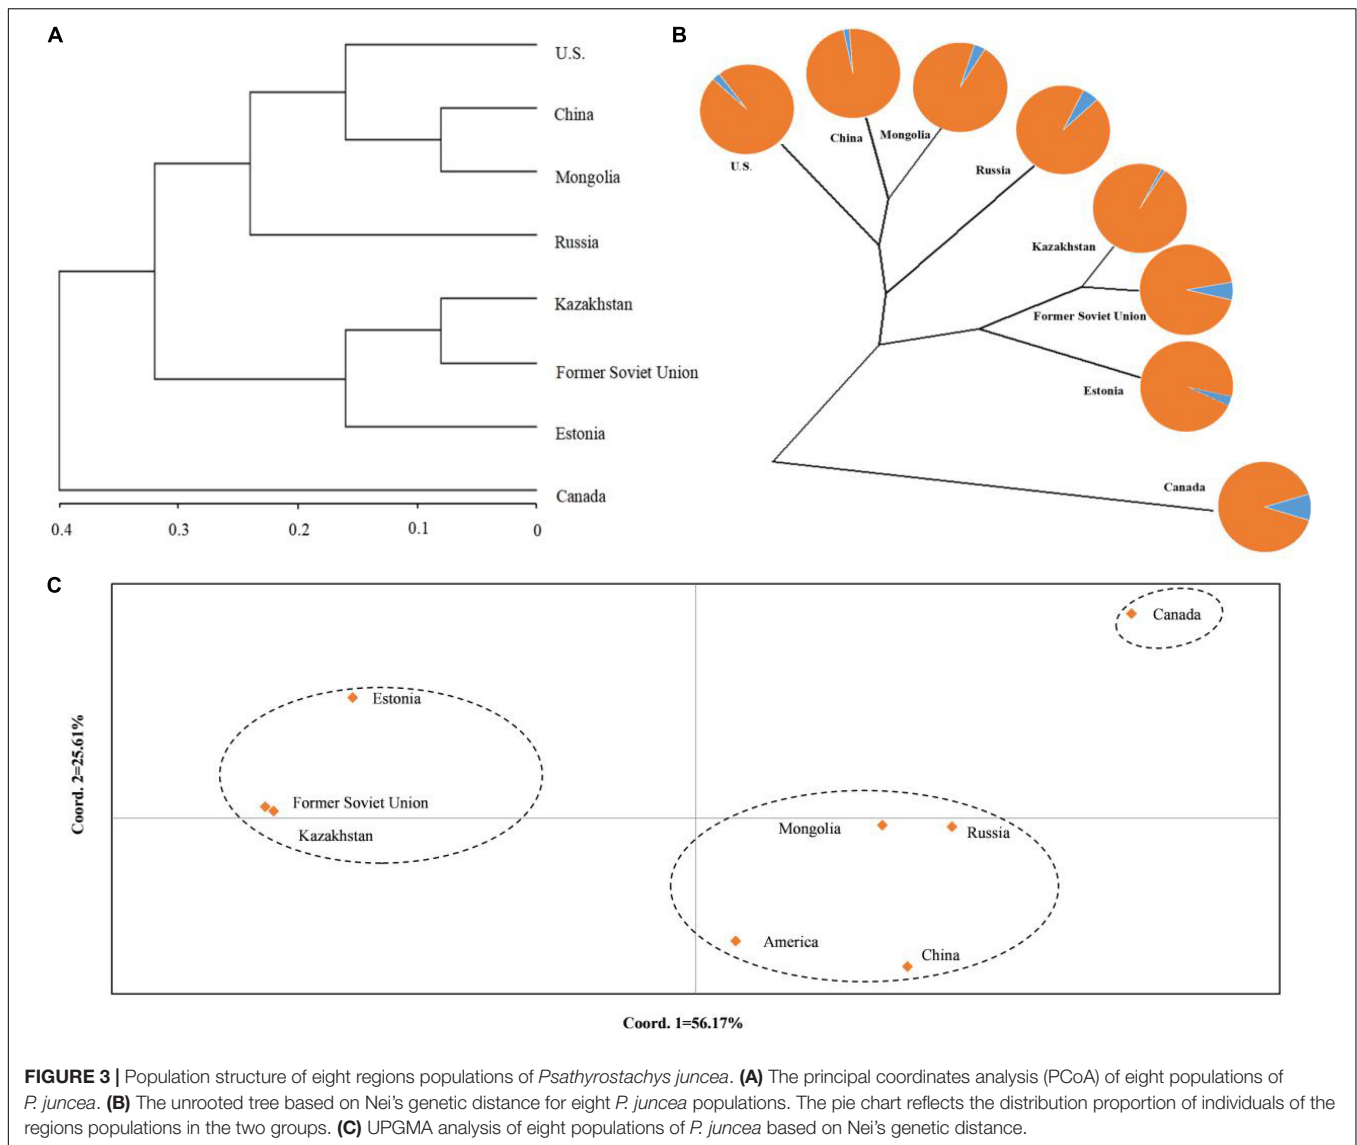 A
U.S.
China
Mongolia
Russia
Kazakhstan
Former Soviet Union
Estonia
Canada
0.4 0.3 0.2 0.1 0
B
U.S.
China
Mongolia
Russia
Kazakhstan
Former Soviet Union
Estonia
Canada
C
Coord. 2=25.61%
Canada
Estonia
Former Soviet Union
Kazakhstan
Mongolia
Russia
America
China
Coord. 1=56.17%
FIGURE 3 | Population structure of eight regions populations of Psathyrostachys juncea. (A) The principal coordinates analysis (PCoA) of eight populations of
P. juncea. (B) The unrooted tree based on Nei's genetic distance for eight P. juncea populations. The pie chart reflects the distribution proportion of individuals of the
regions populations in the two groups. (C) UPGMA analysis of eight populations of P. juncea based on Nei's genetic distance.